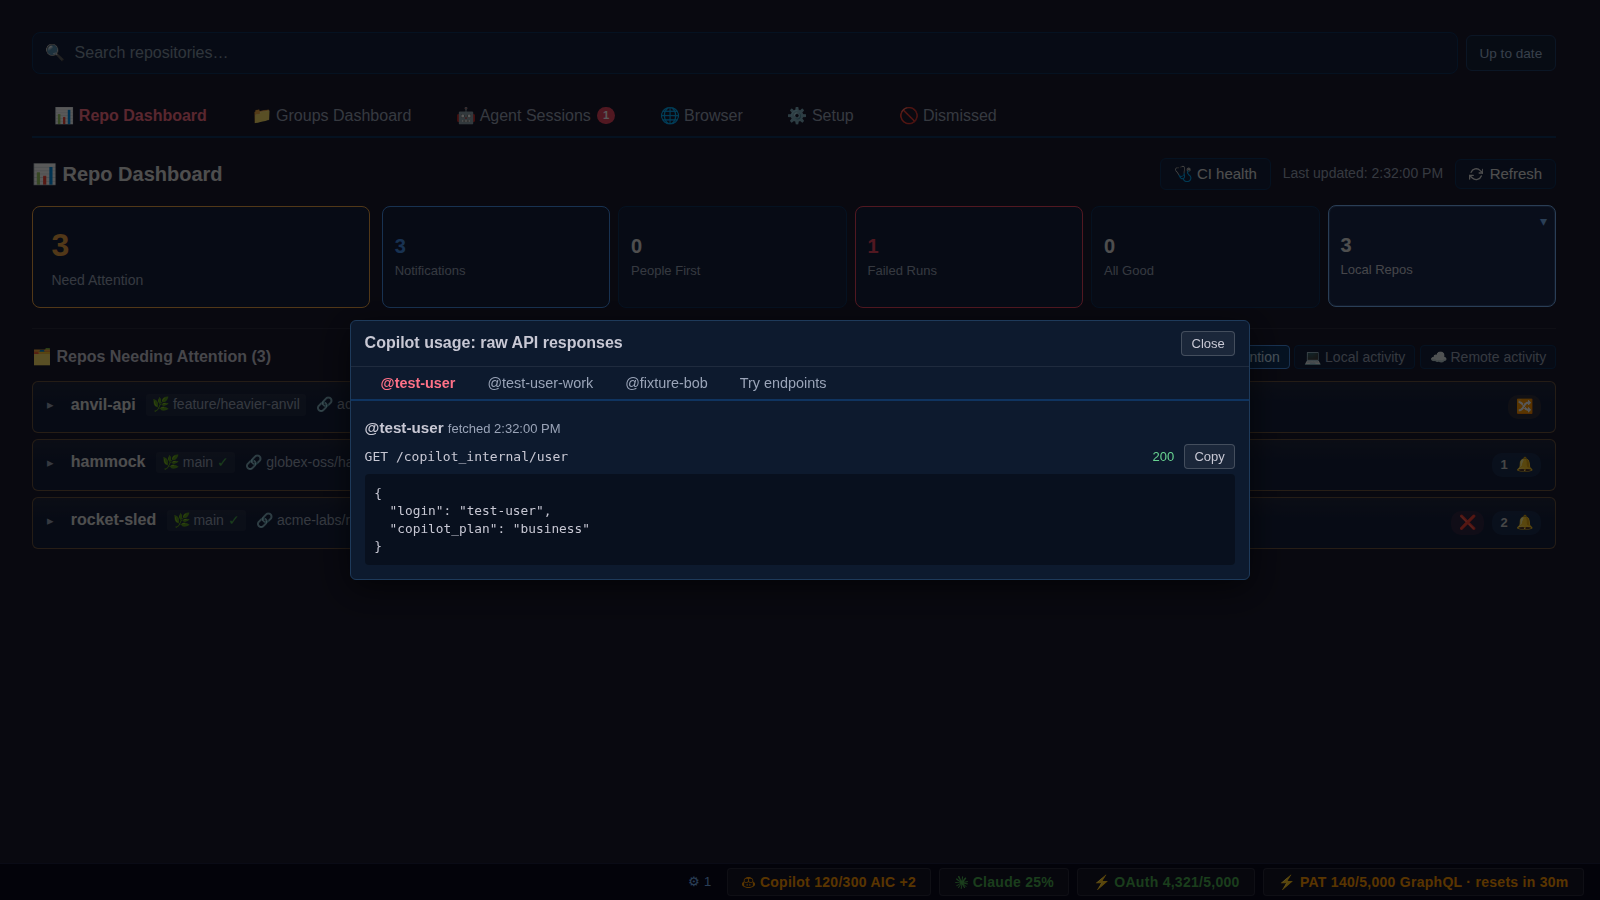 Search repositories…
Up to date
Repo Dashboard
Groups Dashboard
Agent Sessions 1
Browser
Setup
Dismissed
Repo Dashboard
CI health
Last updated: 2:32:00 PM
Refresh
3
Need Attention
3
Notifications
0
People First
1
Failed Runs
0
All Good
3
Local Repos
Repos Needing Attention (3)
Local activity
Remote activity
anvil-api
feature/heavier-anvil
hammock
main ✓
globex-oss/ha
1
rocket-sled
main ✓
acme-labs/r
2
Copilot usage: raw API responses
Close
@test-user
@test-user-work
@fixture-bob
Try endpoints
@test-user fetched 2:32:00 PM
GET /copilot_internal/user
200
Copy
{
"login": "test-user",
"copilot_plan": "business"
}
1
Copilot 120/300 AIC +2
Claude 25%
OAuth 4,321/5,000
PAT 140/5,000 GraphQL · resets in 30m